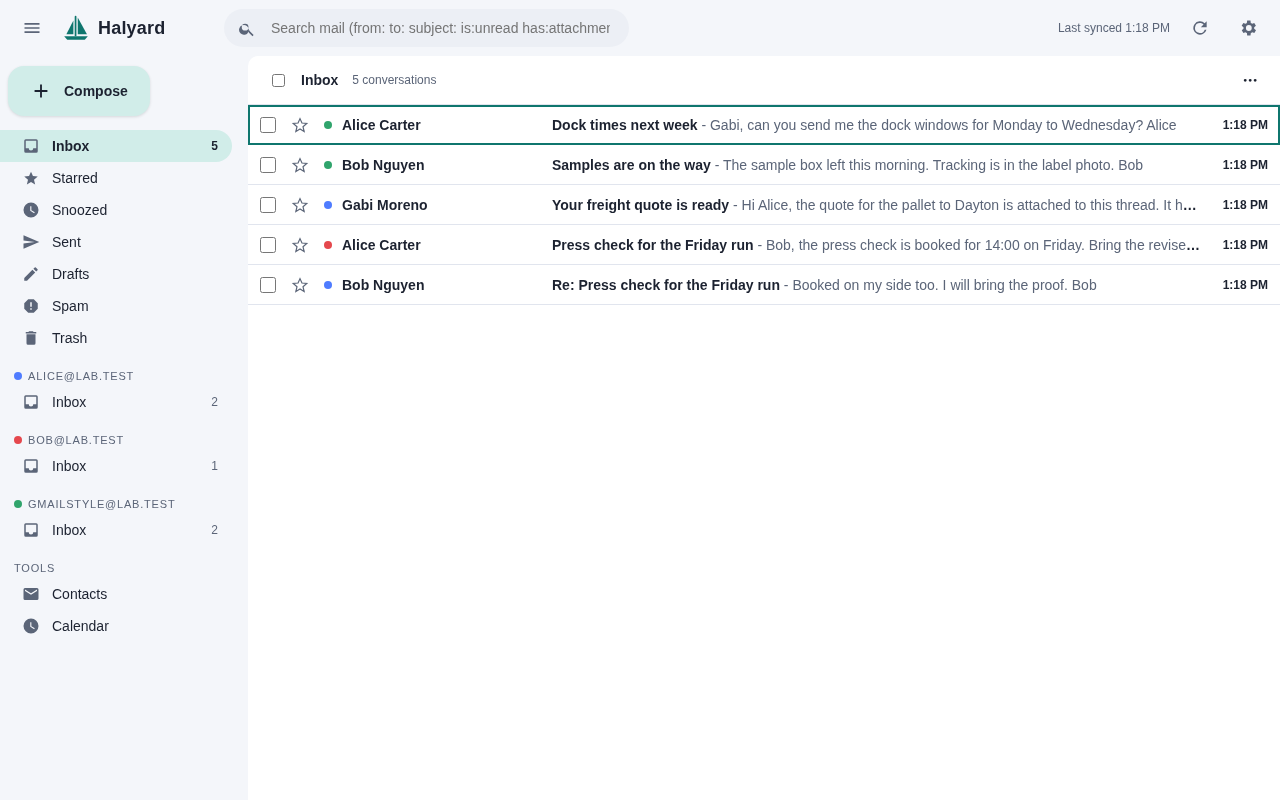 Halyard
Search mail (from: to: subject: is:unread has:attachmen
Last synced 1:18 PM
Compose
Inbox 5
Starred
Snoozed
Sent
Drafts
Spam
Trash
ALICE@LAB.TEST
Inbox 2
BOB@LAB.TEST
Inbox 1
GMAILSTYLE@LAB.TEST
Inbox 2
TOOLS
Contacts
Calendar
Inbox 5 conversations
Alice Carter Dock times next week - Gabi, can you send me the dock windows for Monday to Wednesday? Alice 1:18 PM
Bob Nguyen Samples are on the way - The sample box left this morning. Tracking is in the label photo. Bob 1:18 PM
Gabi Moreno Your freight quote is ready - Hi Alice, the quote for the pallet to Dayton is attached to this thread. It h... 1:18 PM
Alice Carter Press check for the Friday run - Bob, the press check is booked for 14:00 on Friday. Bring the revise... 1:18 PM
Bob Nguyen Re: Press check for the Friday run - Booked on my side too. I will bring the proof. Bob 1:18 PM